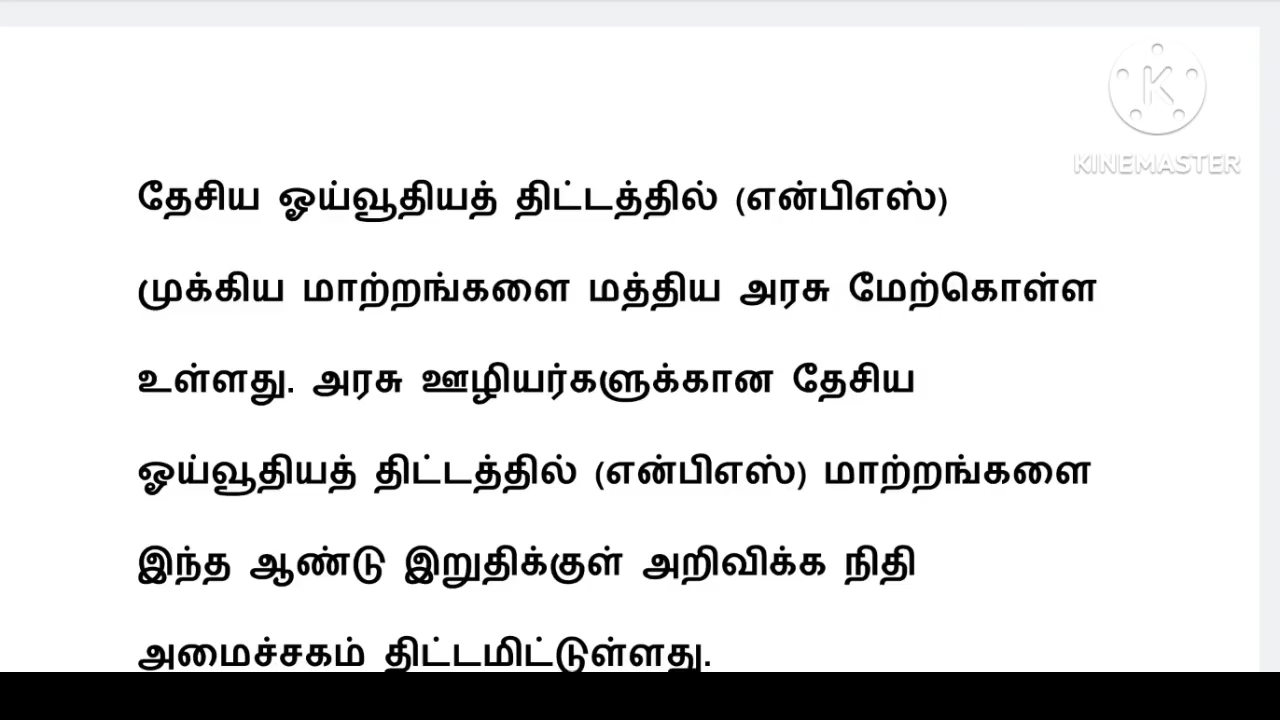 KINEMASTER
தேசிய ஓய்வூதியத் திட்டத்தில் (என்பிஎஸ்)
முக்கிய மாற்றங்களை மத்திய அரசு மேற்கொள்ள
உள்ளது. அரசு ஊழியர்களுக்கான தேசிய
ஓய்வூதியத் திட்டத்தில் (என்பிஎஸ்) மாற்றங்களை
இந்த ஆண்டு இறுதிக்குள் அறிவிக்க நிதி
அமைச்சகம் திட்டமிட்டுள்ளது.